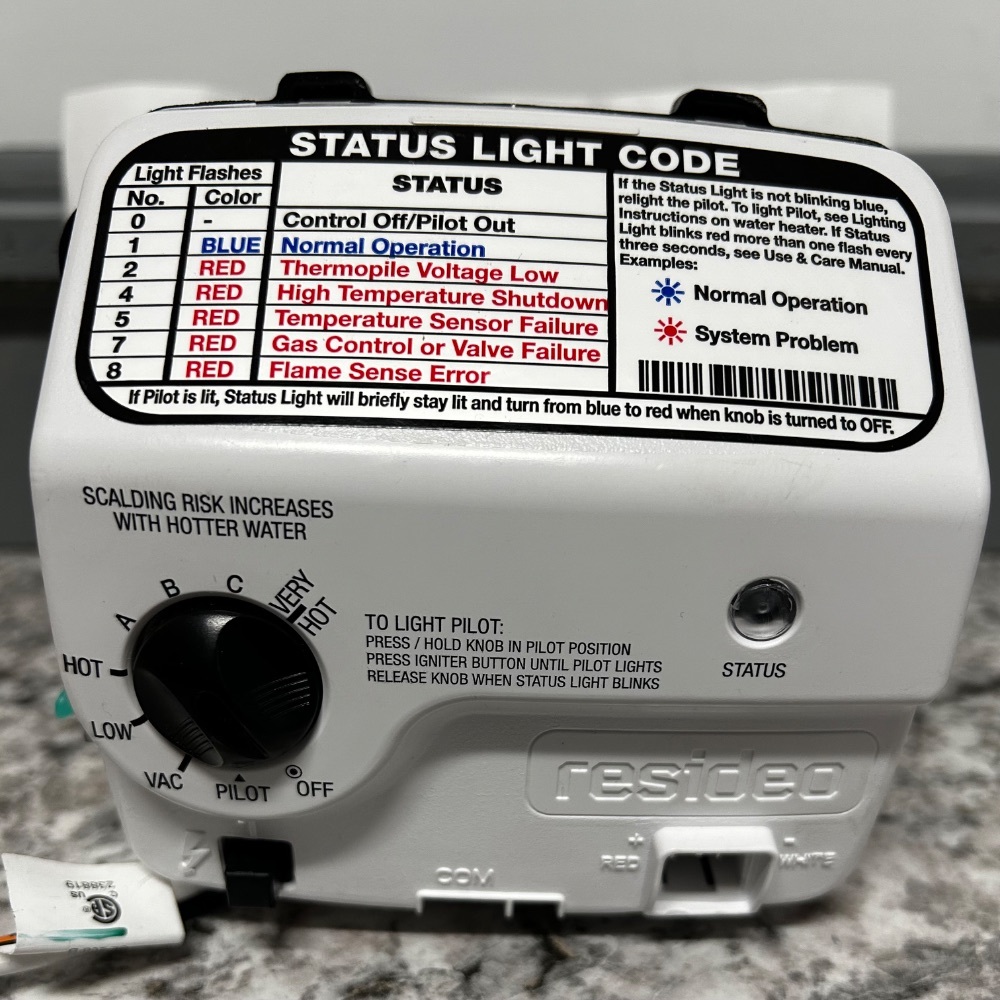 STATUS LIGHT CODE
Light Flashes
No. Color STATUS
0 - Control Off/Pilot Out
1 BLUE Normal Operation
2 RED Thermopile Voltage Low
4 RED High Temperature Shutdown
5 RED Temperature Sensor Failure
7 RED Gas Control or Valve Failure
8 RED Flame Sense Error
If the Status Light is not blinking blue,
relight the pilot. To light Pilot, see Lighting
Instructions on water heater. If Status
Light blinks red more than one flash every
three seconds, see Use & Care Manual.
Examples:
Normal Operation
System Problem
If Pilot is lit, Status Light will briefly stay lit and turn from blue to red when knob is turned to OFF.
SCALDING RISK INCREASES
WITH HOTTER WATER
VERY
HOT
C
B
A
HOT
LOW
VAC
PILOT
OFF
TO LIGHT PILOT:
PRESS / HOLD KNOB IN PILOT POSITION
PRESS IGNITER BUTTON UNTIL PILOT LIGHTS
RELEASE KNOB WHEN STATUS LIGHT BLINKS
STATUS
resideo
+ -
RED WHITE
COM
C US
238819